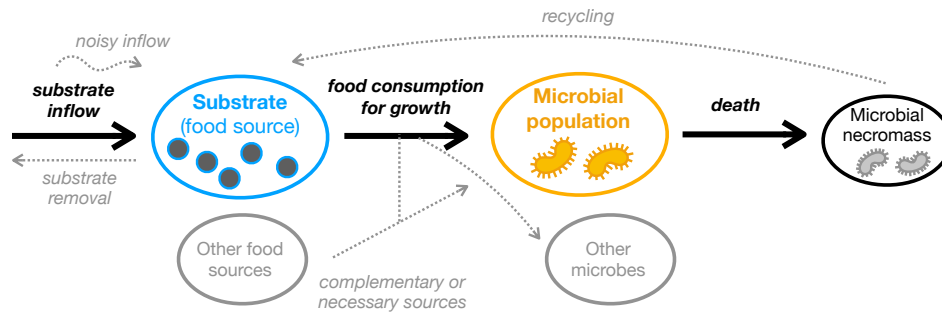 recycling
noisy inflow
substrate
inflow
Substrate
(food source)
food consumption
for growth
Microbial
population
death
Microbial
necromass
substrate
removal
Other food
sources
complementary or
necessary sources
Other
microbes